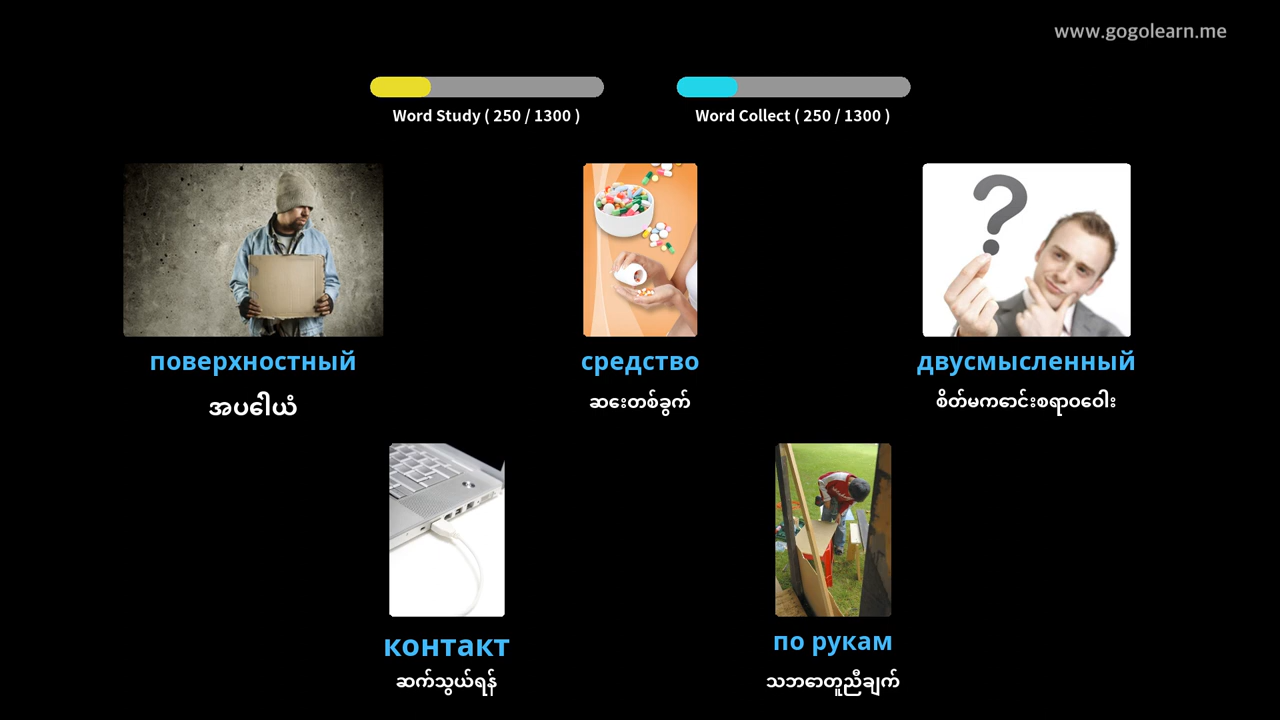 www.gogolearn.me
Word Study ( 250 / 1300 )
Word Collect ( 250 / 1300 )
поверхностный
အပေါ်ယံ
средство
ဆေးတစ်ခွက်
двусмысленный
စိတ်မကောင်းစရာဝေဝါး
контакт
ဆက်သွယ်ရန်
по рукам
သဘောတူညီချက်